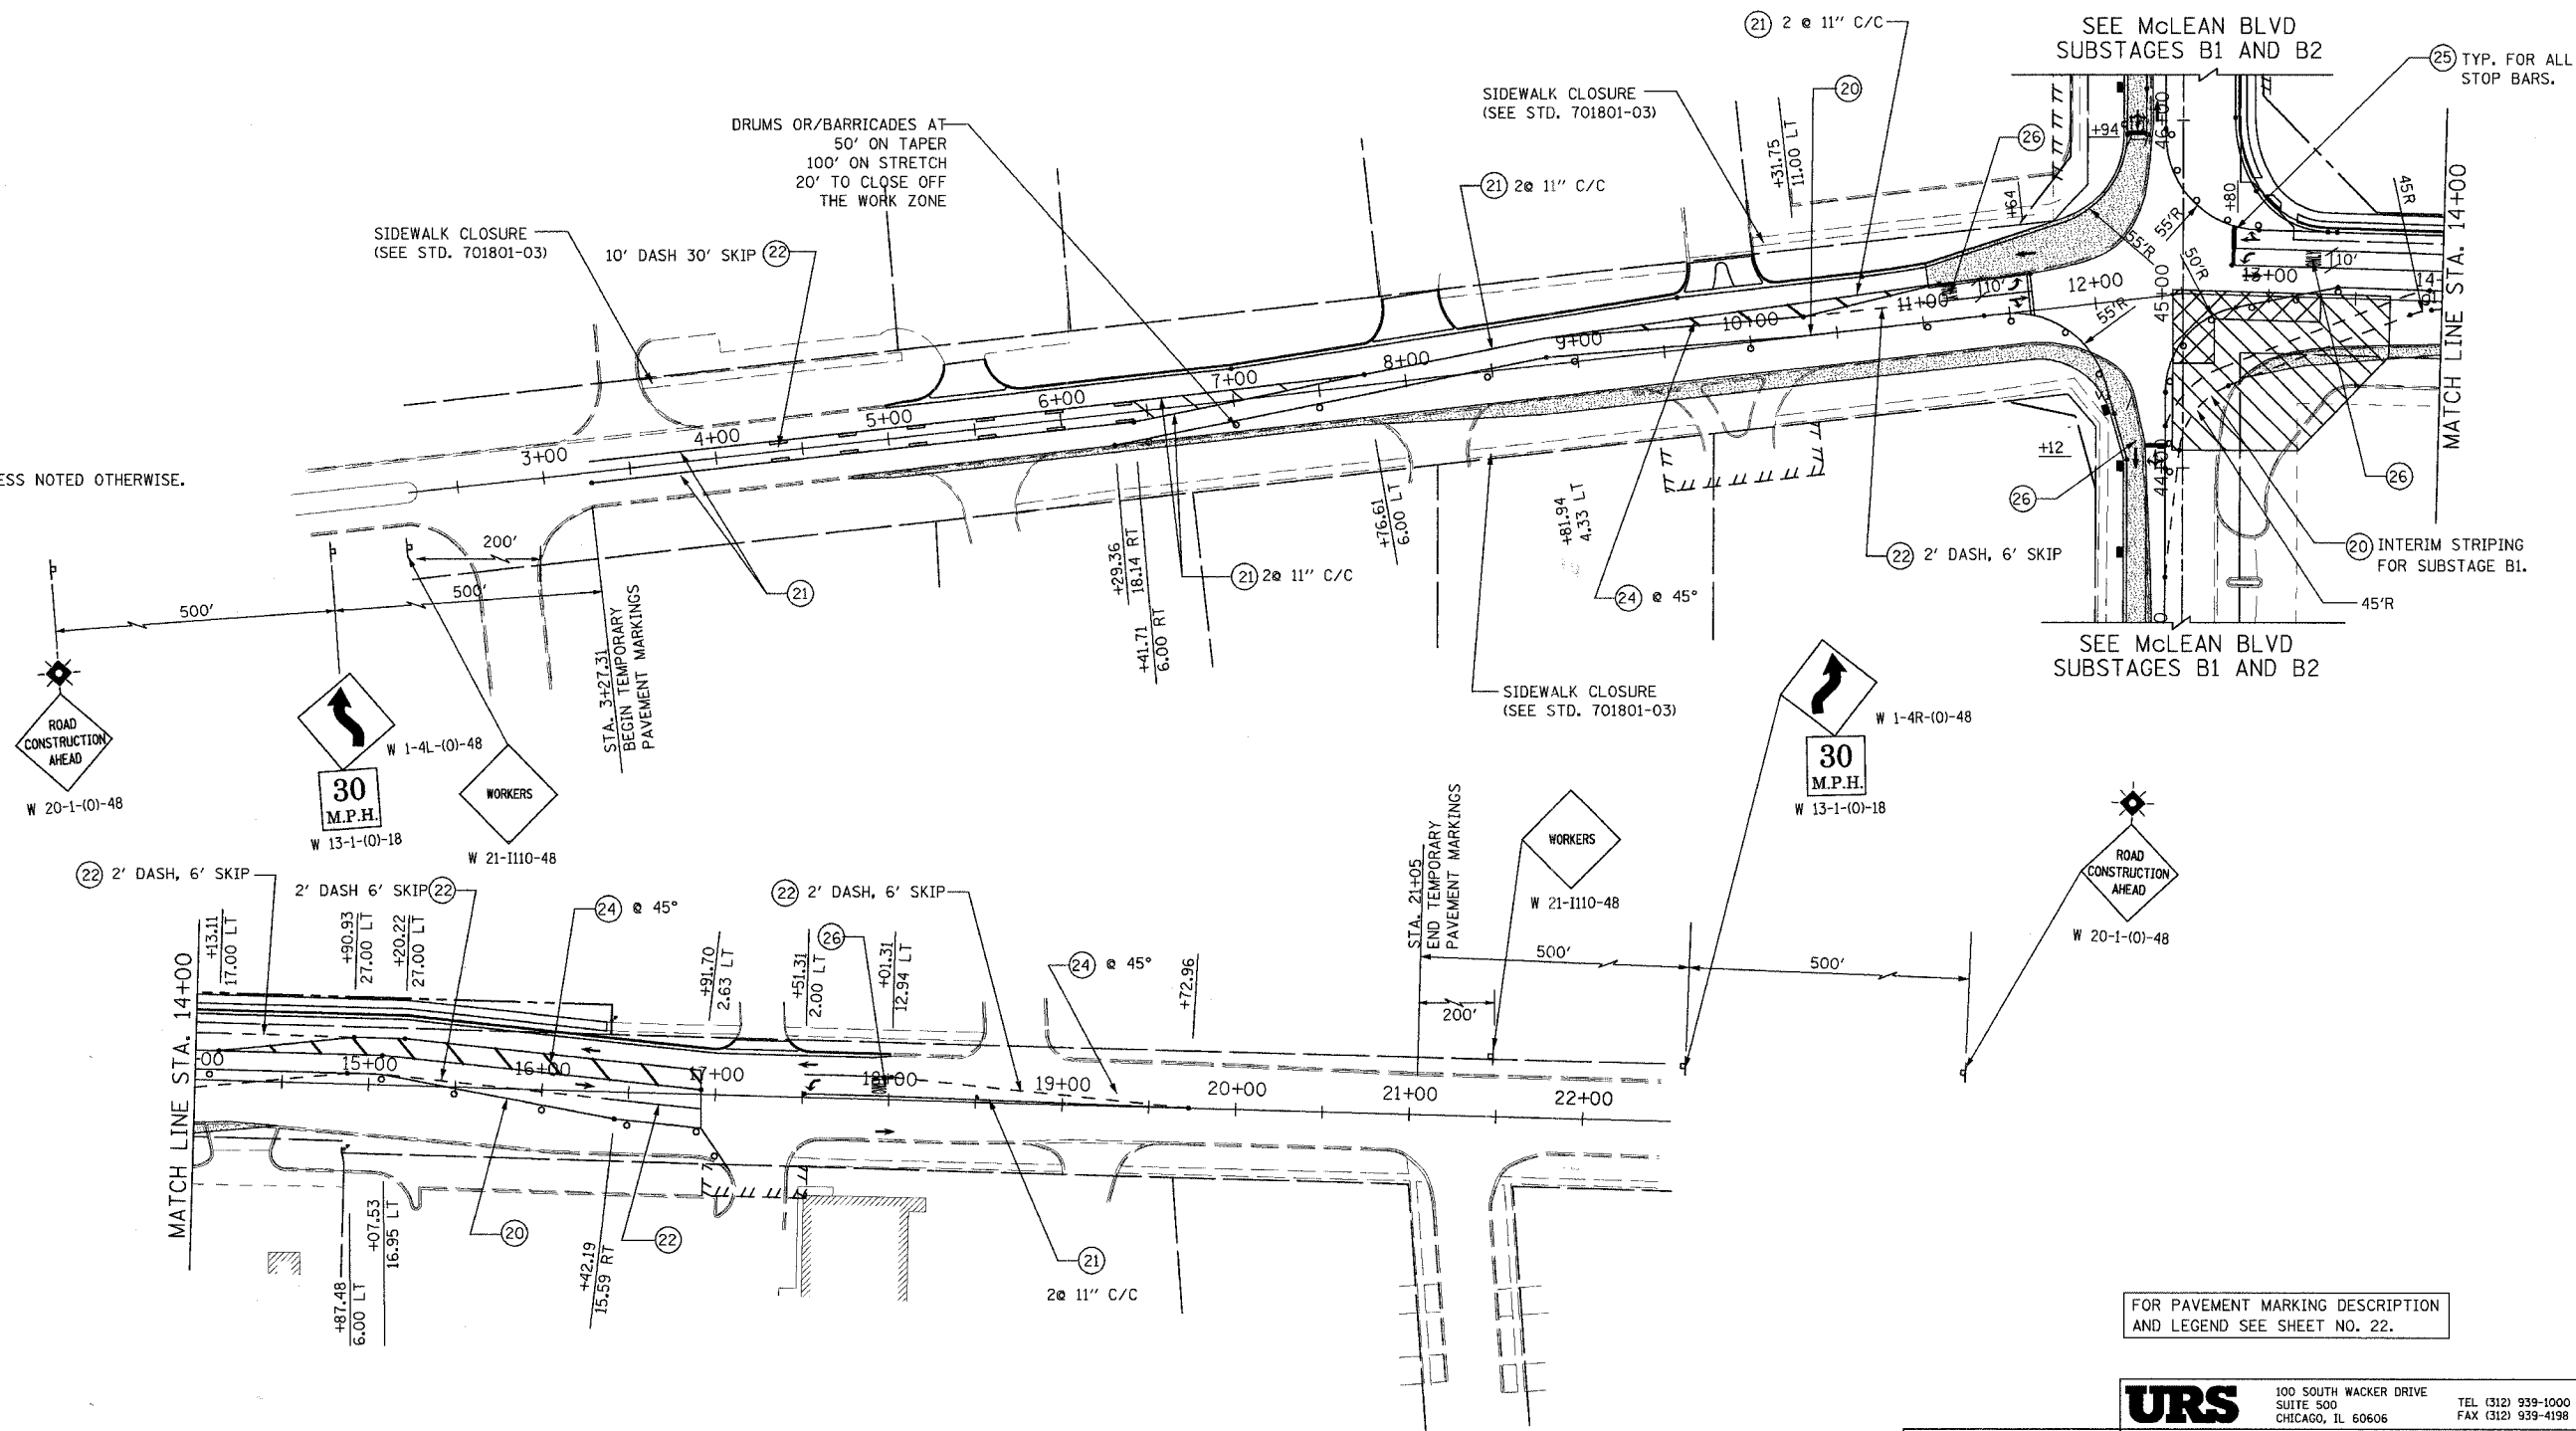 SEE McLEAN BLVD
SUBSTAGES B1 AND B2
21 2 @ 11" C/C
25 TYP. FOR ALL
STOP BARS.
SIDEWALK CLOSURE
(SEE STD. 701801-03)
20
DRUMS OR/BARRICADES AT
50' ON TAPER
100' ON STRETCH
20' TO CLOSE OFF
THE WORK ZONE
+31.75
11.00 LT
26
+94
46+00
+64
+80
45'R
MATCH LINE STA. 14+00
21 2@ 11" C/C
SIDEWALK CLOSURE
(SEE STD. 701801-03)
10' DASH 30' SKIP 22
55'R
55'R
50'R
55'R
10'
10'
3+00
4+00
5+00
6+00
7+00
8+00
9+00
10+00
11+00
12+00
13+00
14
45+00
44+00
+12
26
26
ESS NOTED OTHERWISE.
200'
500'
500'
21
STA. 3+27.31
BEGIN TEMPORARY
PAVEMENT MARKINGS
+29.36
18.14 RT
+41.71
6.00 RT
21 2@ 11" C/C
+76.61
6.00 LT
+81.94
4.33 LT
24 @ 45°
22 2' DASH, 6' SKIP
20 INTERIM STRIPING
FOR SUBSTAGE B1.
45'R
SEE McLEAN BLVD
SUBSTAGES B1 AND B2
SIDEWALK CLOSURE
(SEE STD. 701801-03)
ROAD
CONSTRUCTION
AHEAD
W 20-1-(0)-48
W 1-4L-(0)-48
30
M.P.H.
W 13-1-(0)-18
WORKERS
W 21-I110-48
W 1-4R-(0)-48
30
M.P.H.
W 13-1-(0)-18
WORKERS
W 21-I110-48
ROAD
CONSTRUCTION
AHEAD
W 20-1-(0)-48
STA. 21+05
END TEMPORARY
PAVEMENT MARKINGS
500'
500'
200'
22 2' DASH, 6' SKIP
2' DASH 6' SKIP 22
24 @ 45°
22 2' DASH, 6' SKIP
26
24 @ 45°
MATCH LINE STA. 14+00
+13.11
17.00 LT
+90.93
27.00 LT
+20.22
27.00 LT
+91.70
2.63 LT
+51.31
2.00 LT
+01.31
12.94 LT
+72.96
+00
15+00
16+00
17+00
18+00
19+00
20+00
21+00
22+00
+87.48
6.00 LT
+07.53
16.95 LT
20
+42.19
15.59 RT
22
21
2@ 11" C/C
FOR PAVEMENT MARKING DESCRIPTION
AND LEGEND SEE SHEET NO. 22.
URS
100 SOUTH WACKER DRIVE
SUITE 500
CHICAGO, IL 60606
TEL (312) 939-1000
FAX (312) 939-4198